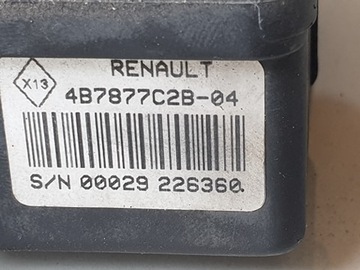 RENAULT
X13
4B7877C2B-04
S/N 00029 226360